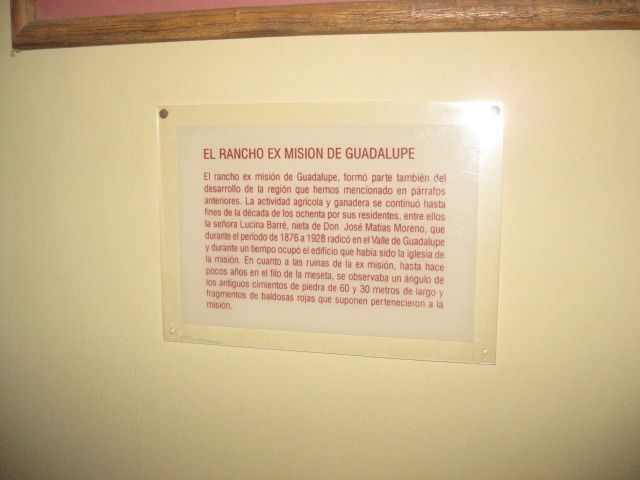 EL RANCHO EX MISION DE GUADALUPE
El rancho ex misión de Guadalupe, formó parte también del
desarrollo de la región que hemos mencionado en párrafos
anteriores. La actividad agrícola y ganadera se continuó hasta
fines de la década de los ochenta por sus residentes, entre ellos
la señora Lucina Barré, nieta de Don José Matías Moreno, que
durante el período de 1876 a 1928 radicó en el Valle de Guadalupe
y durante un tiempo ocupó el edificio que había sido la iglesia de
la misión. En cuanto a las ruinas de la ex misión, hasta hace
pocos años en el filo de la meseta, se observaba un ángulo de
los antiguos cimientos de piedra de 60 y 30 metros de largo y
fragmentos de baldosas rojas que suponen pertenecieron a la
misión.